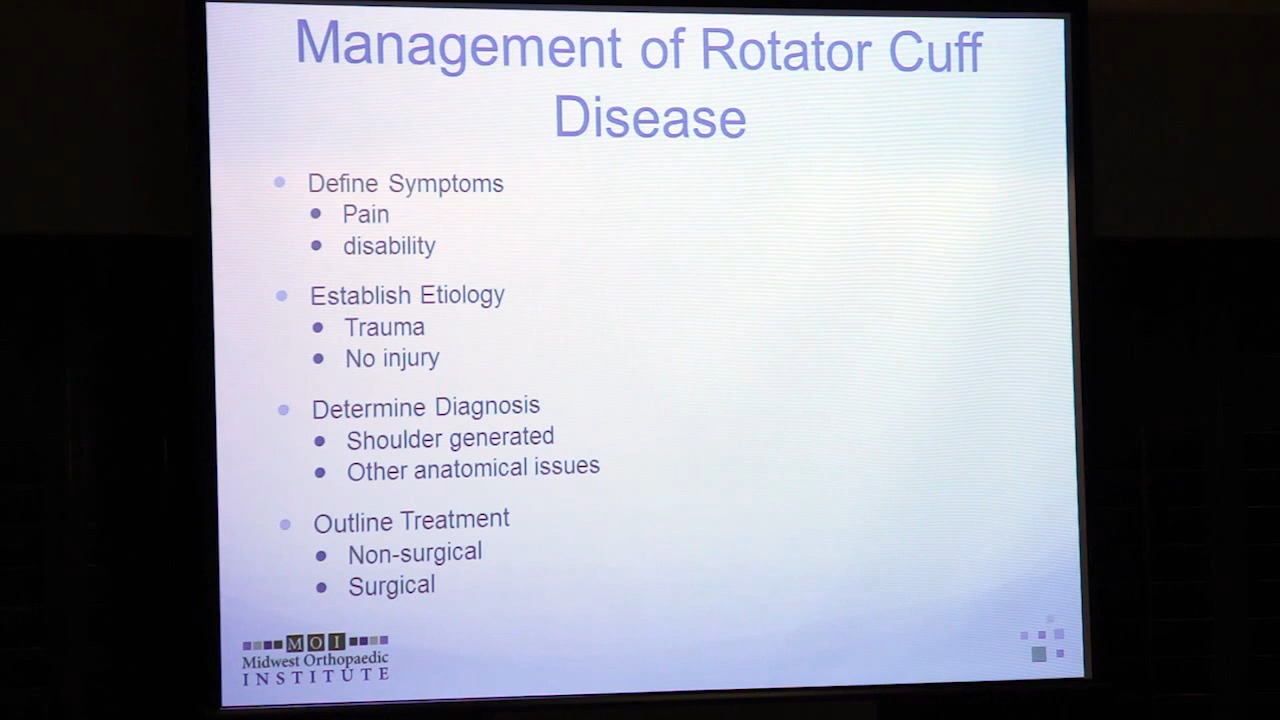 Management of Rotator Cuff
Disease
Define Symptoms
Pain
disability
Establish Etiology
Trauma
No injury
Determine Diagnosis
Shoulder generated
Other anatomical issues
Outline Treatment
Non-surgical
Surgical
MOI
Midwest Orthopaedic
INSTITUTE